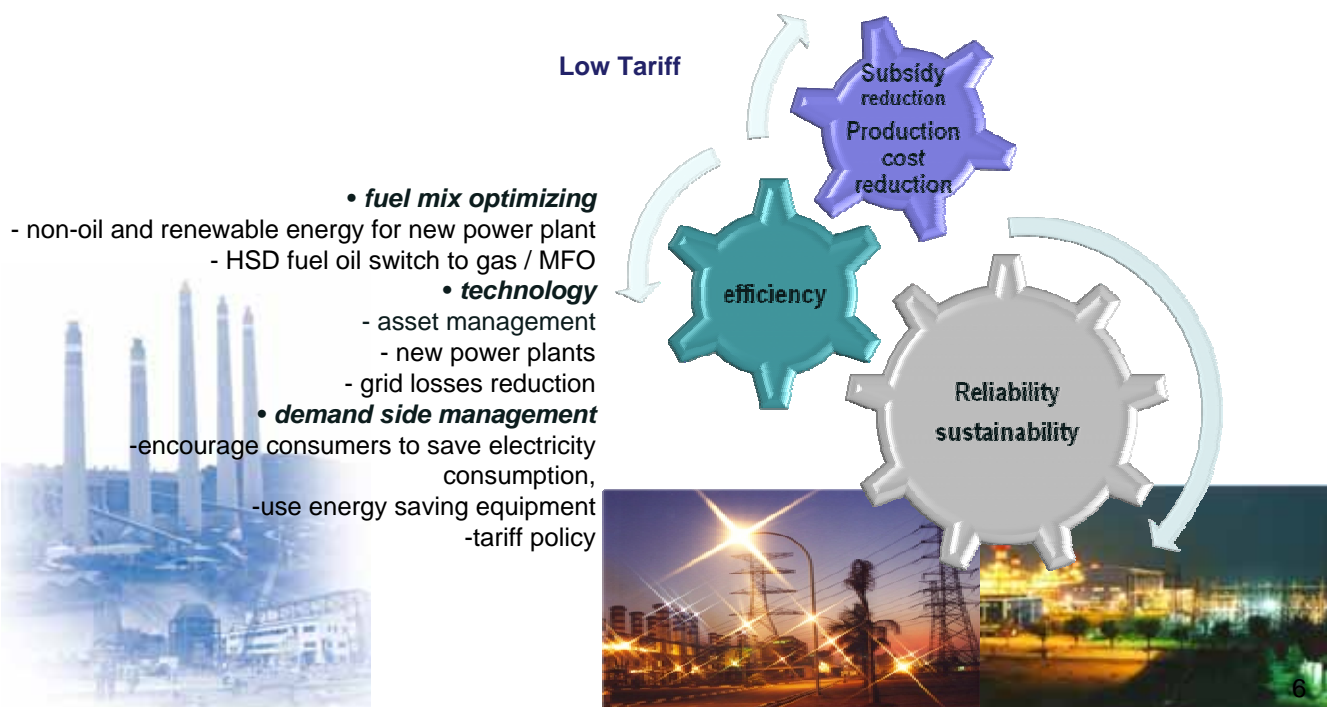 Low Tariff
Subsidy
reduction
Production
cost
reduction
• fuel mix optimizing
- non-oil and renewable energy for new power plant
- HSD fuel oil switch to gas / MFO
• technology
- asset management
- new power plants
- grid losses reduction
• demand side management
-encourage consumers to save electricity
consumption,
-use energy saving equipment
-tariff policy
efficiency
Reliability
sustainability
6